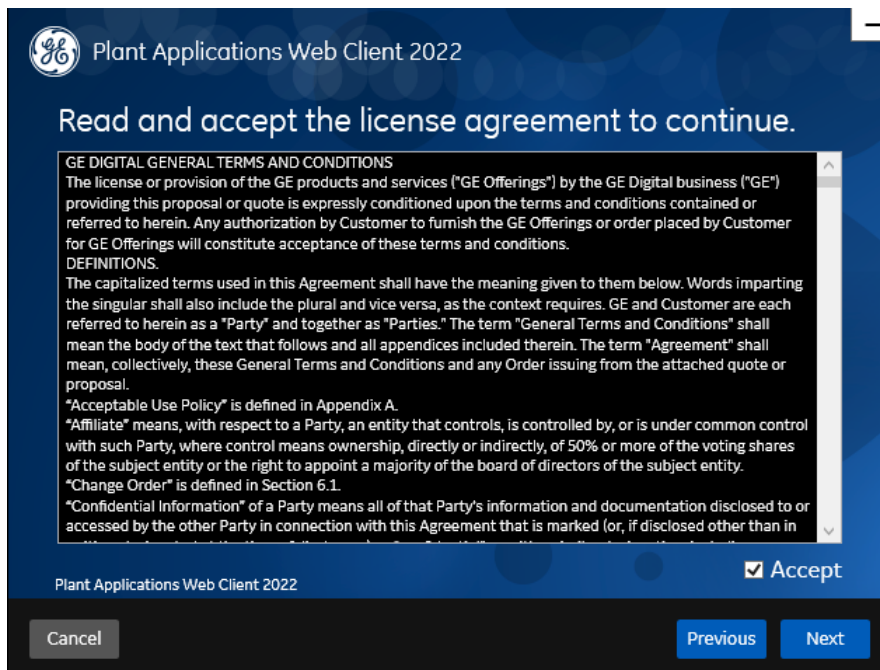 Plant Applications Web Client 2022
Read and accept the license agreement to continue.
GE DIGITAL GENERAL TERMS AND CONDITIONS
The license or provision of the GE products and services ("GE Offerings") by the GE Digital business ("GE")
providing this proposal or quote is expressly conditioned upon the terms and conditions contained or
referred to herein. Any authorization by Customer to furnish the GE Offerings or order placed by Customer
for GE Offerings will constitute acceptance of these terms and conditions.
DEFINITIONS.
The capitalized terms used in this Agreement shall have the meaning given to them below. Words imparting
the singular shall also include the plural and vice versa, as the context requires. GE and Customer are each
referred to herein as a "Party" and together as "Parties." The term "General Terms and Conditions" shall
mean the body of the text that follows and all appendices included therein. The term "Agreement" shall
mean, collectively, these General Terms and Conditions and any Order issuing from the attached quote or
proposal.
“Acceptable Use Policy” is defined in Appendix A.
“Affiliate” means, with respect to a Party, an entity that controls, is controlled by, or is under common control
with such Party, where control means ownership, directly or indirectly, of 50% or more of the voting shares
of the subject entity or the right to appoint a majority of the board of directors of the subject entity.
“Change Order” is defined in Section 6.1.
“Confidential Information” of a Party means all of that Party's information and documentation disclosed to or
accessed by the other Party in connection with this Agreement that is marked (or, if disclosed other than in
Accept
Plant Applications Web Client 2022
Cancel
Previous
Next